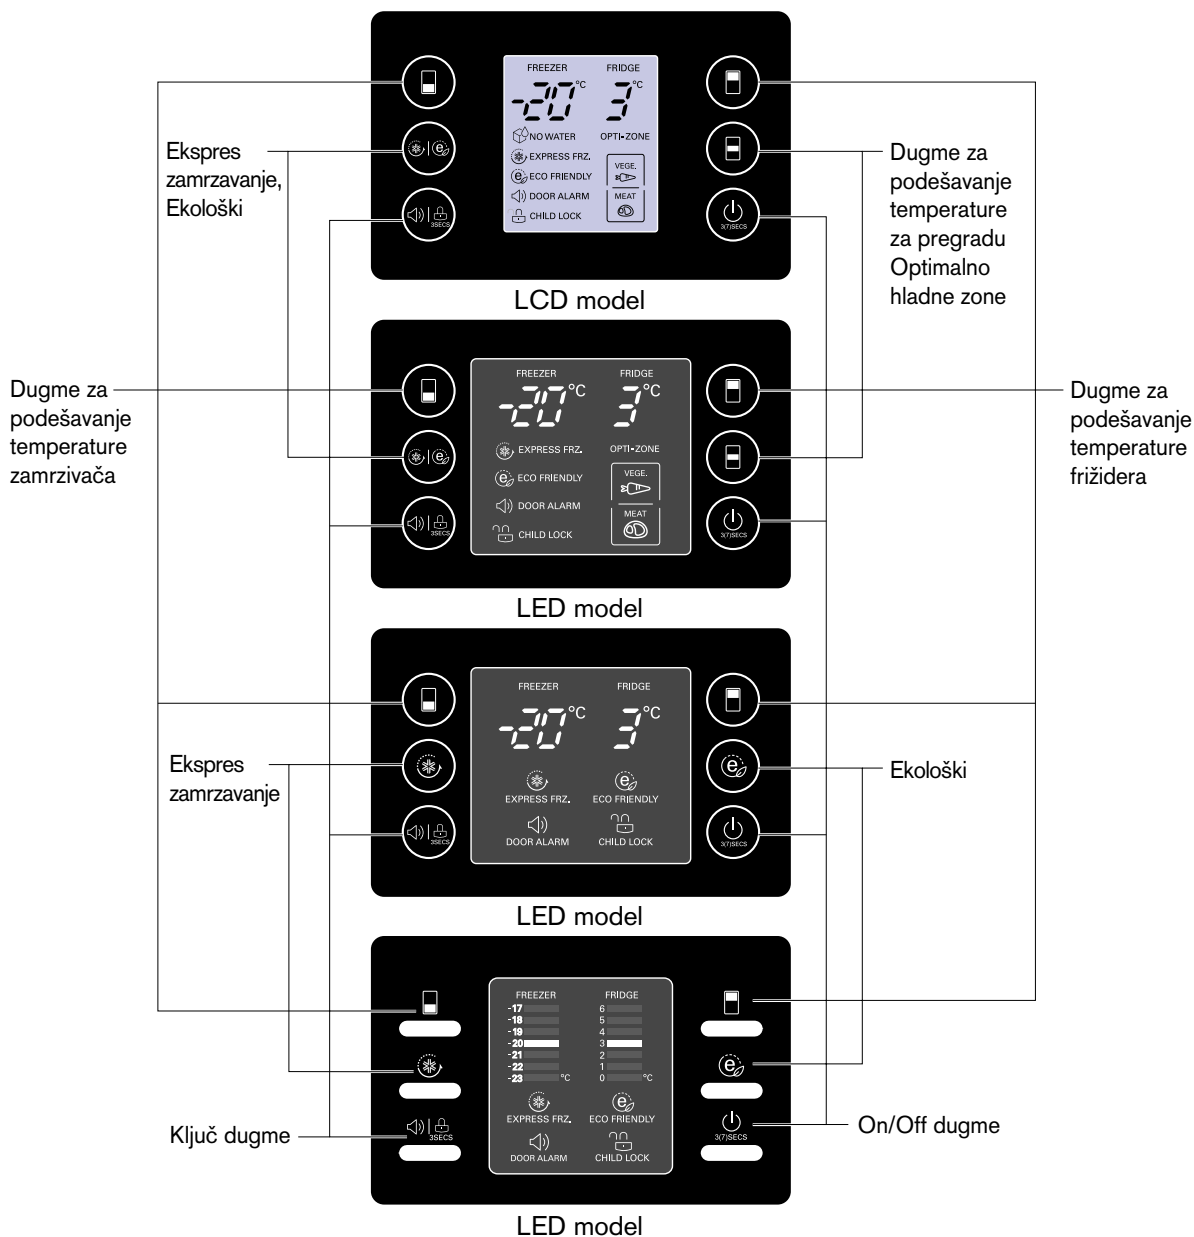 FREEZER FRIDGE
-20°C 3°C
NO WATER OPTI-ZONE
EXPRESS FRZ.
VEGE.
ECO FRIENDLY
DOOR ALARM
MEAT
CHILD LOCK
3SECS
3(7)SECS
Ekspres
zamrzavanje,
Ekološki
Dugme za
podešavanje
temperature
za pregradu
Optimalno
hladne zone
LCD model
FREEZER FRIDGE
-20°C 3°C
EXPRESS FRZ. OPTI-ZONE
VEGE.
ECO FRIENDLY
DOOR ALARM
MEAT
CHILD LOCK
3SECS
3(7)SECS
Dugme za
podešavanje
temperature
zamrzivača
Dugme za
podešavanje
temperature
frižidera
LED model
FREEZER FRIDGE
-20°C 3°C
EXPRESS FRZ. ECO FRIENDLY
DOOR ALARM CHILD LOCK
3SECS
3(7)SECS
Ekspres
zamrzavanje
Ekološki
LED model
FREEZER FRIDGE
-17 6
-18 5
-19 4
-20 3
-21 2
-22 1
-23 °C 0 °C
EXPRESS FRZ. ECO FRIENDLY
DOOR ALARM CHILD LOCK
3SECS
3(7)SECS
Ključ dugme
On/Off dugme
LED model